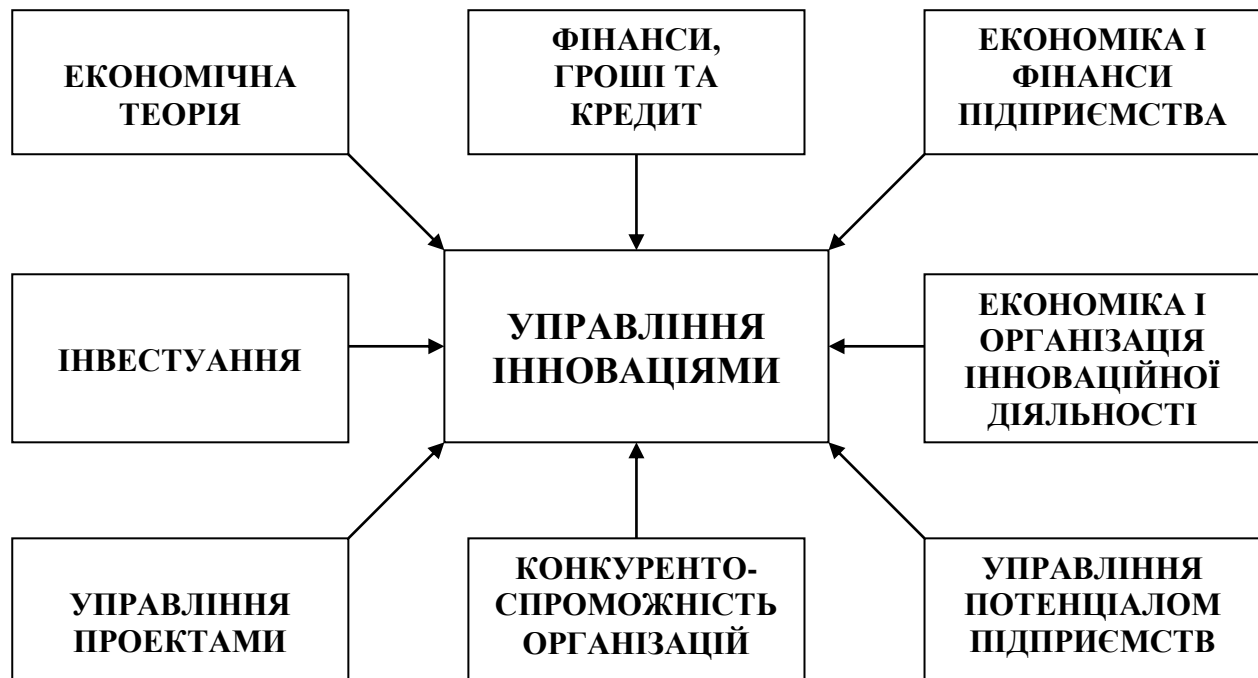 ЕКОНОМІЧНА
ТЕОРІЯ
ФІНАНСИ,
ГРОШІ ТА
КРЕДИТ
ЕКОНОМІКА І
ФІНАНСИ
ПІДПРИЄМСТВА
ІНВЕСТУАННЯ
УПРАВЛІННЯ
ІННОВАЦІЯМИ
ЕКОНОМІКА І
ОРГАНІЗАЦІЯ
ІННОВАЦІЙНОЇ
ДІЯЛЬНОСТІ
УПРАВЛІННЯ
ПРОЕКТАМИ
КОНКУРЕНТО-
СПРОМОЖНІСТЬ
ОРГАНІЗАЦІЙ
УПРАВЛІННЯ
ПОТЕНЦІАЛОМ
ПІДПРИЄМСТВ